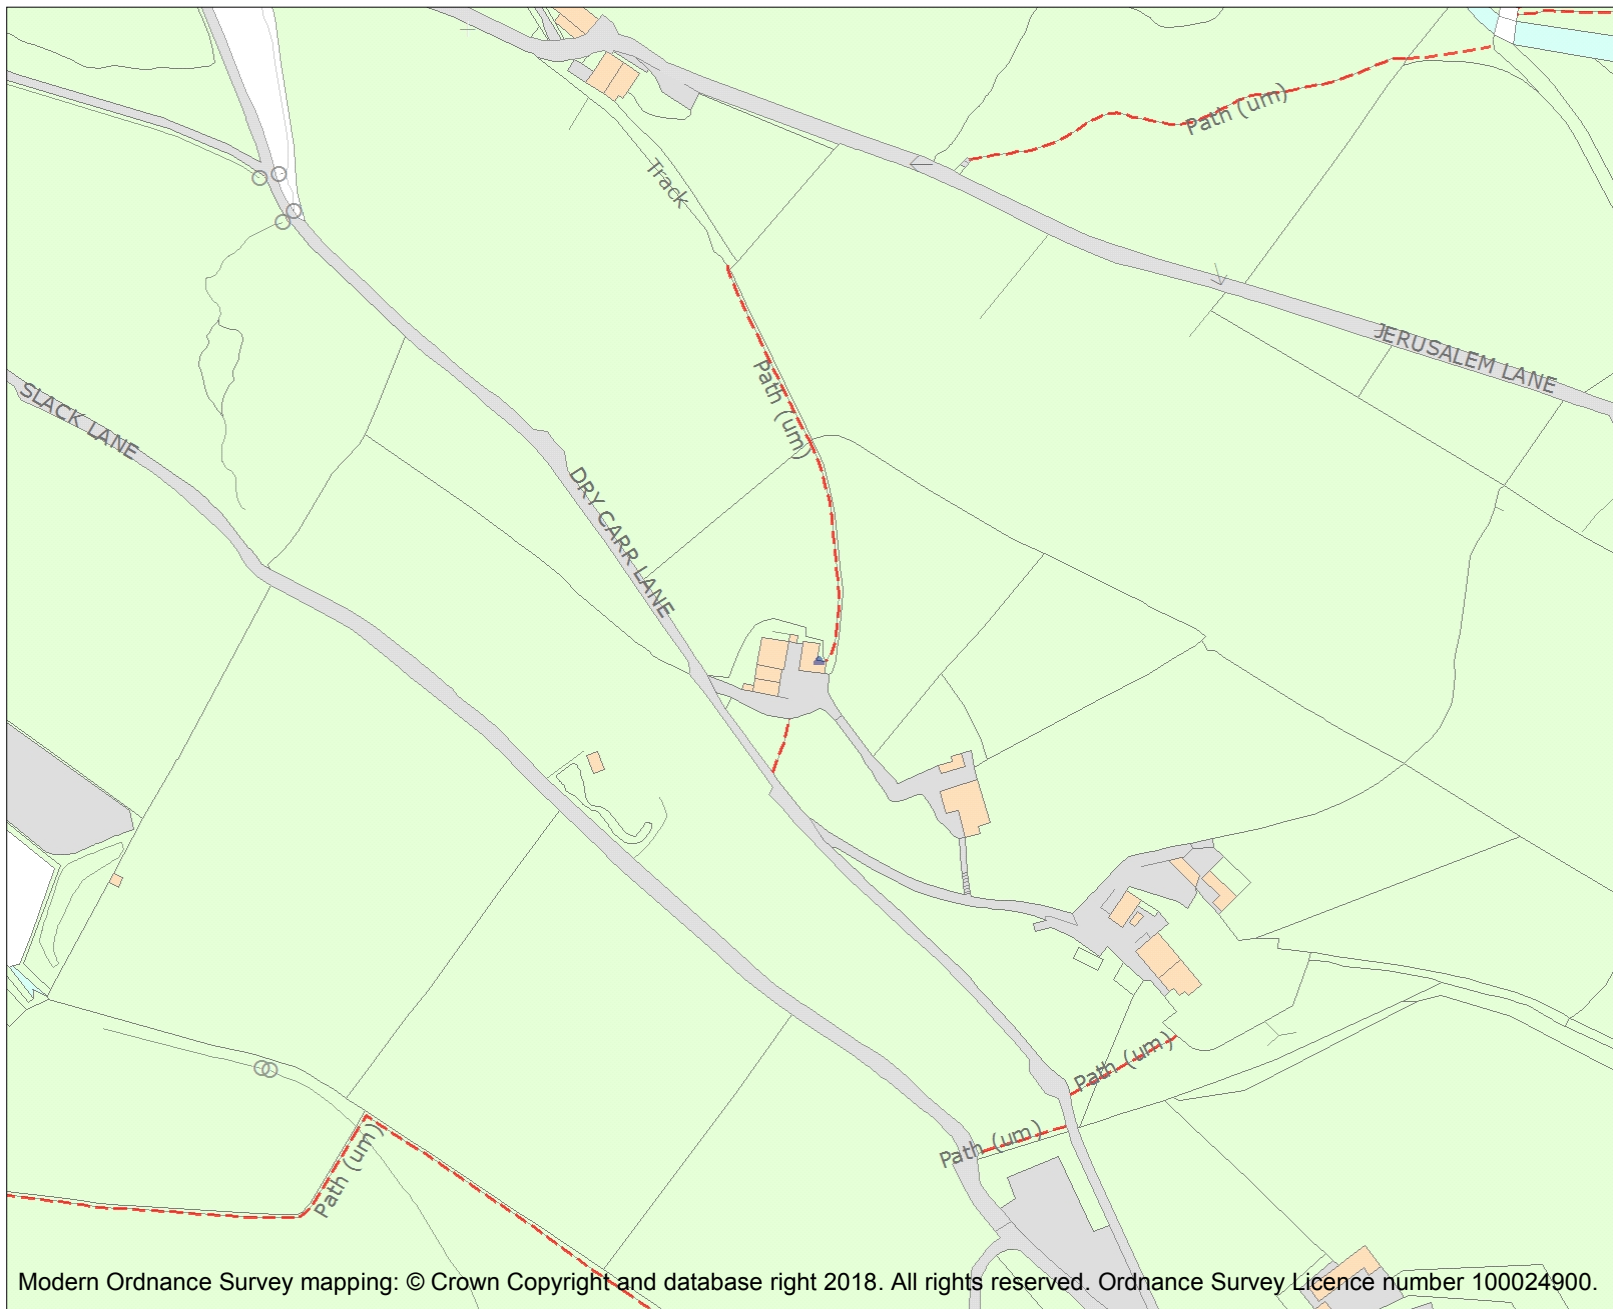 Path (um)
Track
JERUSALEM LANE
Path (um)
SLACK LANE
DRY CARR LANE
Path (um)
Path (um)
Path (um)
Modern Ordnance Survey mapping: © Crown Copyright and database right 2018. All rights reserved. Ordnance Survey Licence number 100024900.